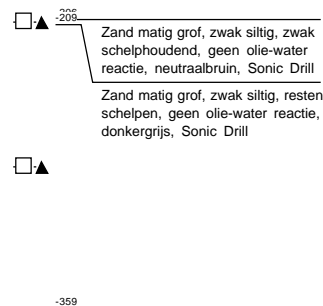 -206
-209
Zand matig grof, zwak siltig, zwak
schelphoudend, geen olie-water
reactie, neutraalbruin, Sonic Drill
Zand matig grof, zwak siltig, resten
schelpen, geen olie-water reactie,
donkergrijs, Sonic Drill
-359